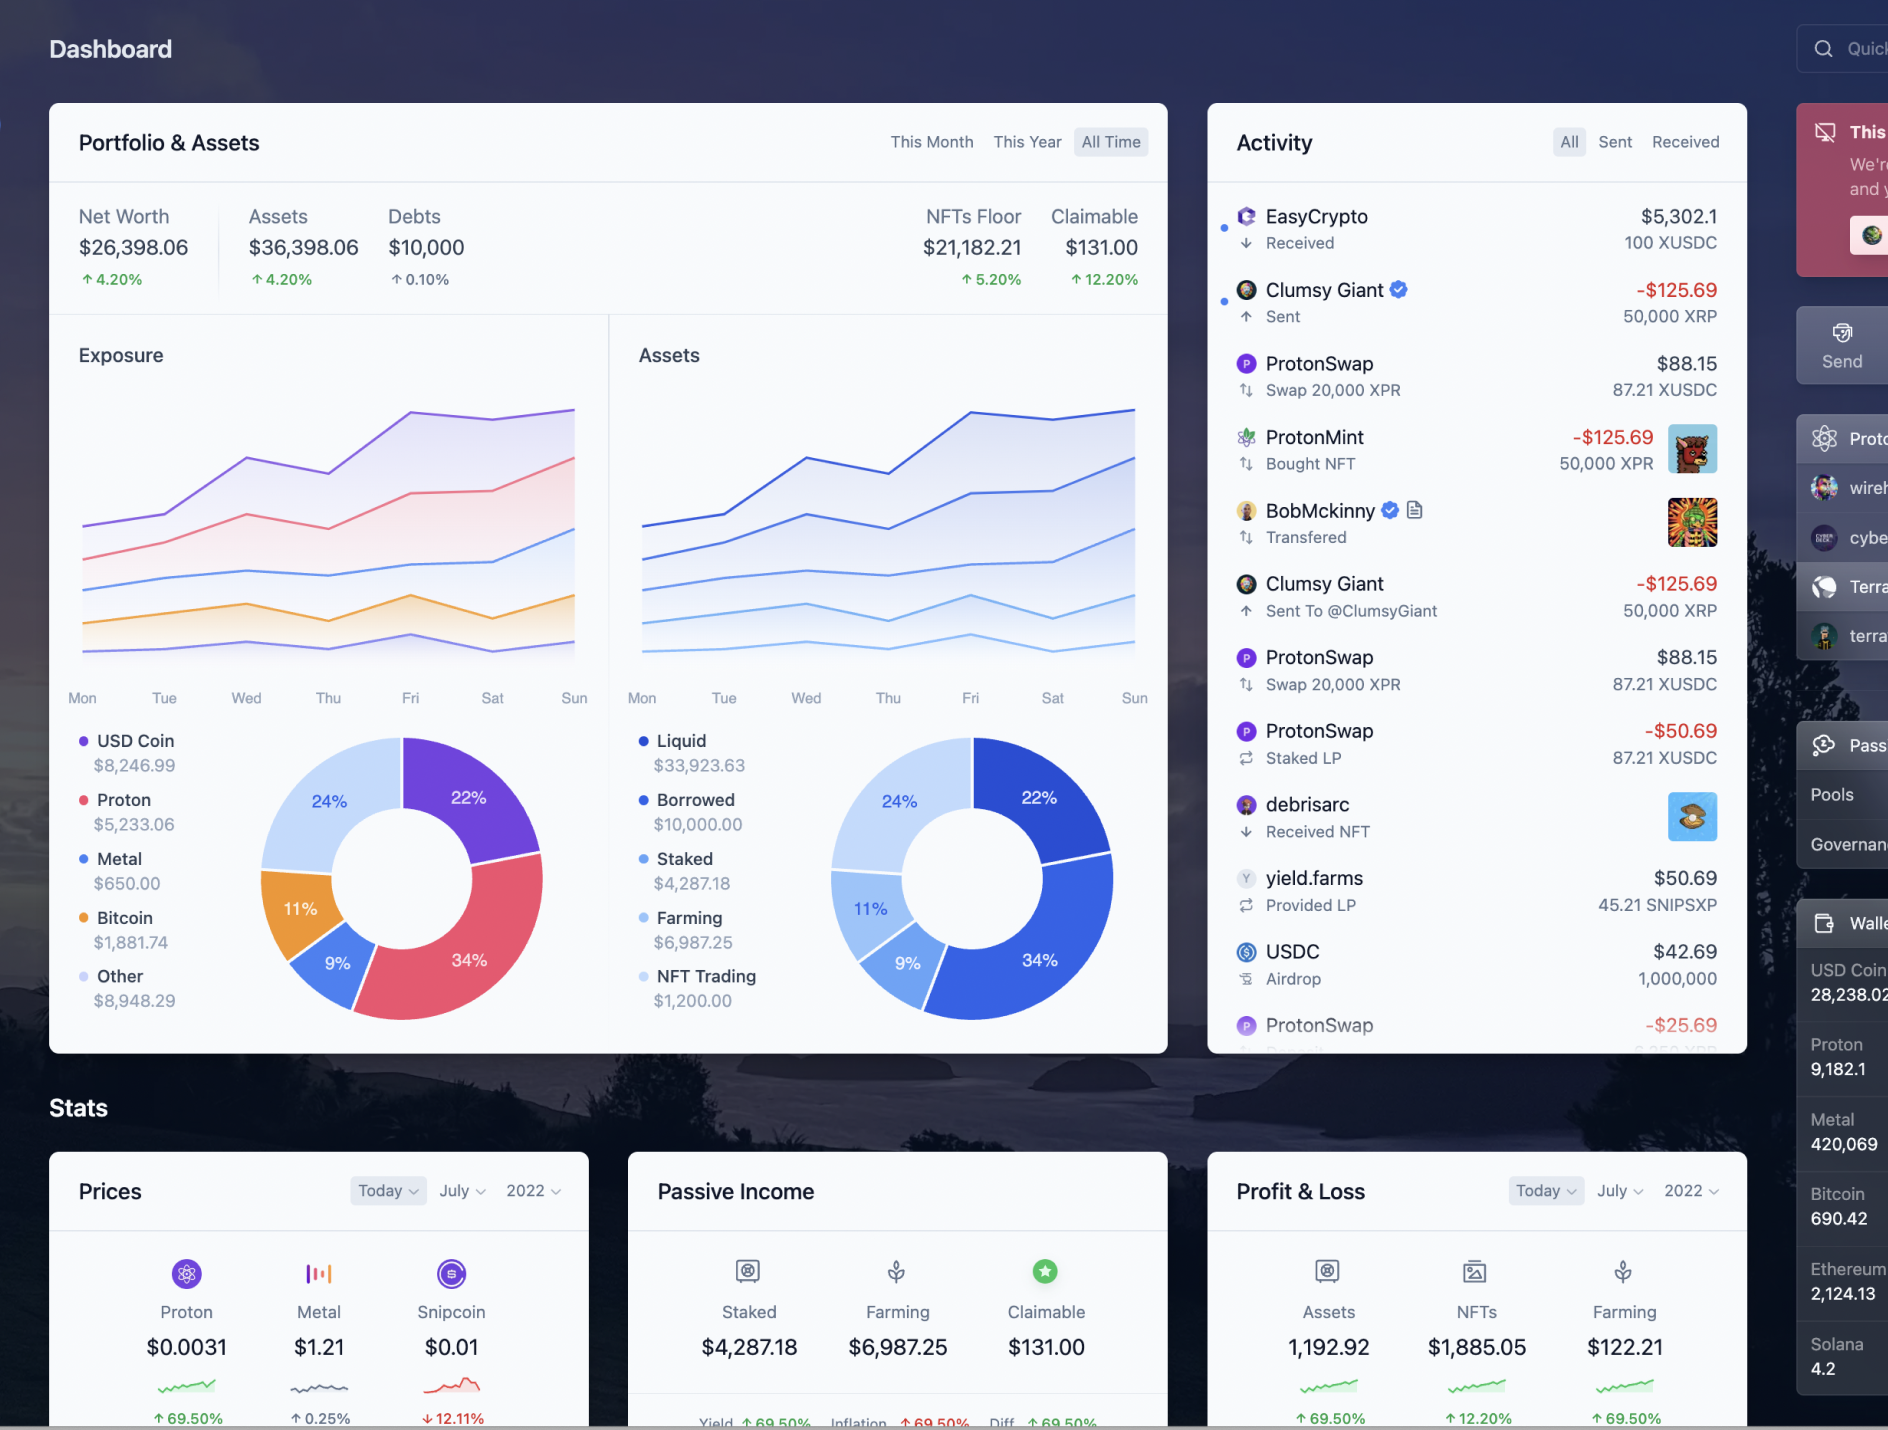 Dashboard
Quick
Portfolio & Assets
This Month This Year All Time
Net Worth Assets Debts NFTs Floor Claimable
$26,398.06 $36,398.06 $10,000 $21,182.21 $131.00
↑ 4.20% ↑ 4.20% ↑ 0.10% ↑ 5.20% ↑ 12.20%
Exposure
Mon Tue Wed Thu Fri Sat Sun
USD Coin
$8,246.99
Proton
$5,233.06
Metal
$650.00
Bitcoin
$1,881.74
Other
$8,948.29
24% 22%
11%
9% 34%
Assets
Mon Tue Wed Thu Fri Sat Sun
Liquid
$33,923.63
Borrowed
$10,000.00
Staked
$4,287.18
Farming
$6,987.25
NFT Trading
$1,200.00
24% 22%
11%
9% 34%
Activity
All Sent Received
EasyCrypto $5,302.1
Received 100 XUSDC
Clumsy Giant -$125.69
Sent 50,000 XRP
ProtonSwap $88.15
Swap 20,000 XPR 87.21 XUSDC
ProtonMint -$125.69
Bought NFT 50,000 XPR
BobMckinny
Transfered
Clumsy Giant -$125.69
Sent To @ClumsyGiant 50,000 XRP
ProtonSwap $88.15
Swap 20,000 XPR 87.21 XUSDC
ProtonSwap -$50.69
Staked LP 87.21 XUSDC
debrisarc
Received NFT
yield.farms $50.69
Provided LP 45.21 SNIPSXP
USDC $42.69
Airdrop 1,000,000
ProtonSwap -$25.69
This
We're
and y
Send
Proto
wireh
cybe
Terra
terra
Passi
Pools
Governan
Walle
USD Coin
28,238.02
Proton
9,182.1
Metal
420,069
Bitcoin
690.42
Ethereum
2,124.13
Solana
4.2
Stats
Prices
Today July 2022
Proton Metal Snipcoin
$0.0031 $1.21 $0.01
↑ 69.50% ↑ 0.25% ↓ 12.11%
Passive Income
Staked Farming Claimable
$4,287.18 $6,987.25 $131.00
Yield ↑ 69.50% Inflation ↑ 69.50% Diff ↑ 69.50%
Profit & Loss
Today July 2022
Assets NFTs Farming
1,192.92 $1,885.05 $122.21
↑ 69.50% ↑ 12.20% ↑ 69.50%